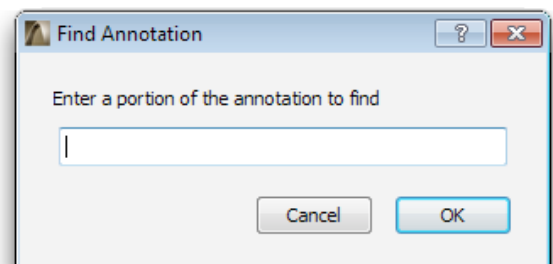 Find Annotation
?
Enter a portion of the annotation to find
Cancel
OK